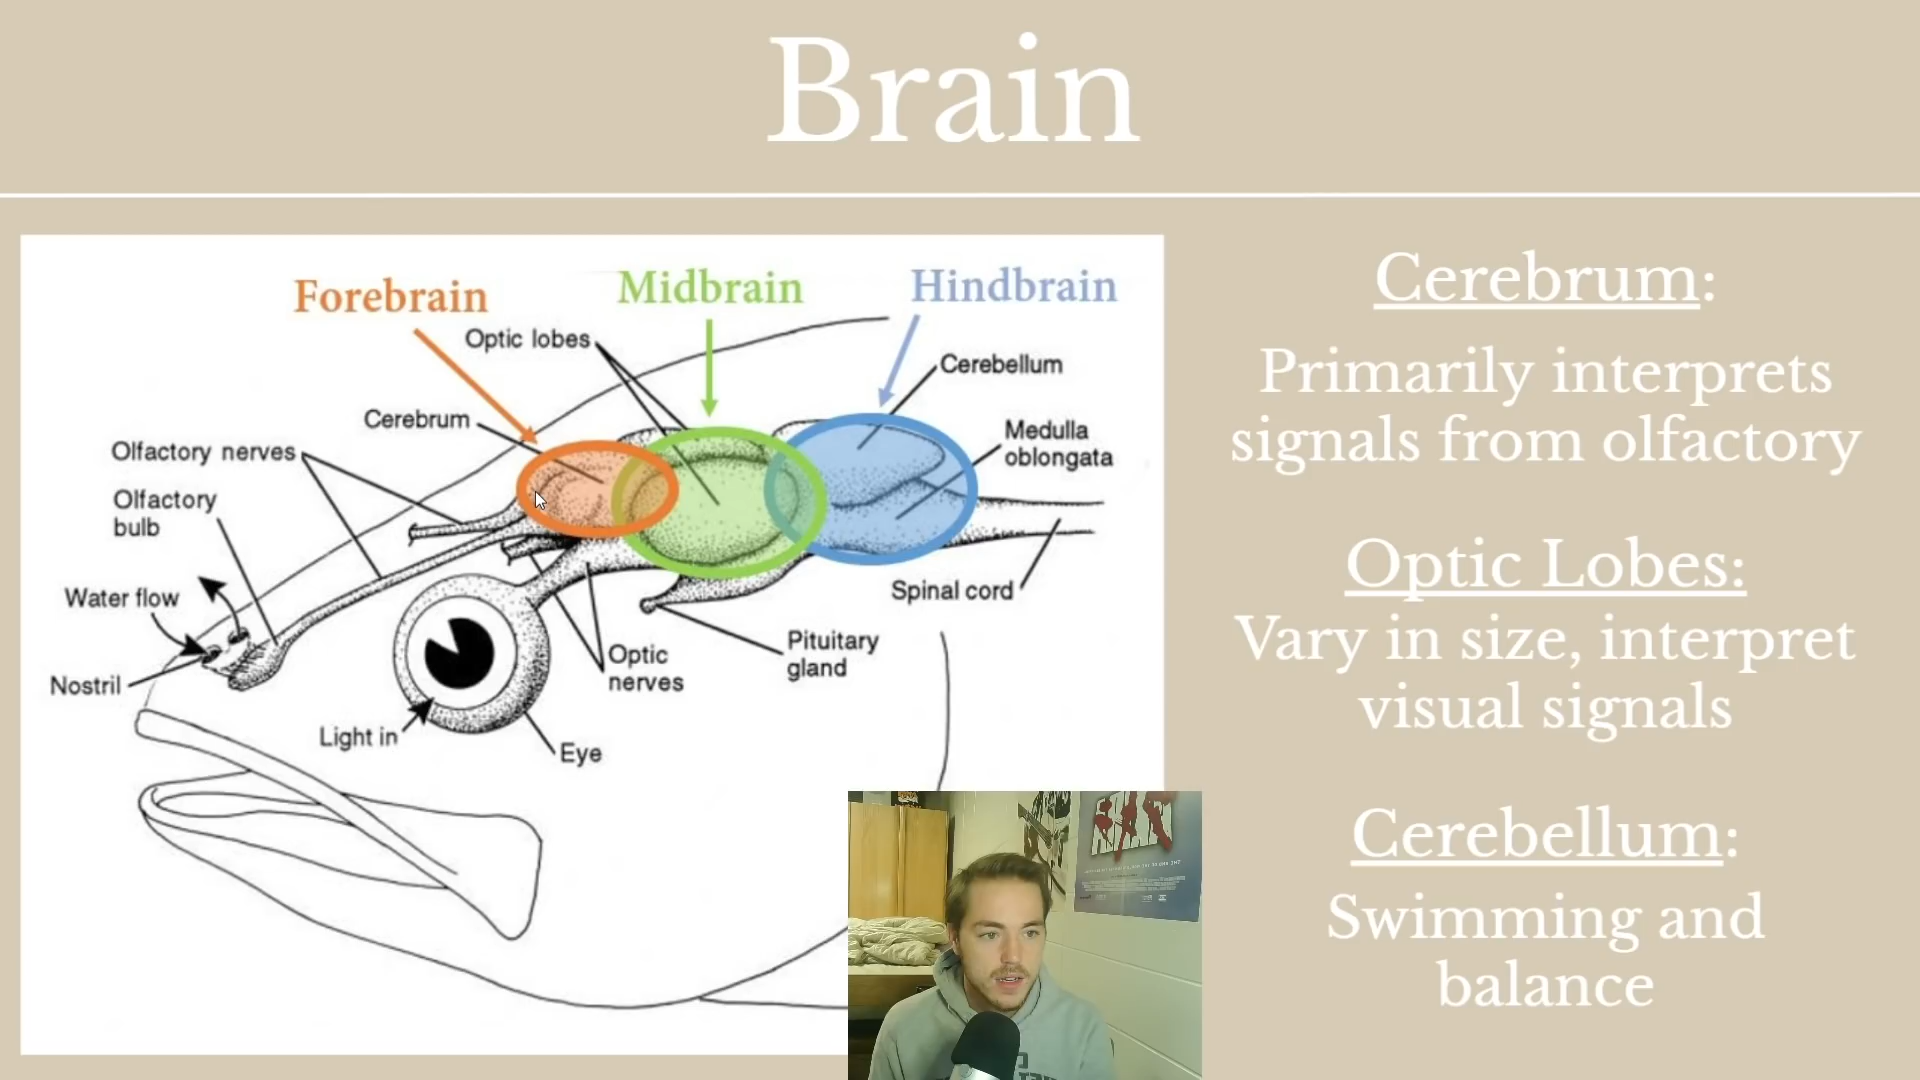 Brain
Forebrain
Midbrain
Hindbrain
Optic lobes
Cerebellum
Cerebrum
Medulla
oblongata
Olfactory nerves
Olfactory
bulb
Water flow
Spinal cord
Nostril
Optic
nerves
Pituitary
gland
Light in
Eye
Cerebrum:
Primarily interprets
signals from olfactory
Optic Lobes:
Vary in size, interpret
visual signals
Cerebellum:
Swimming and
balance